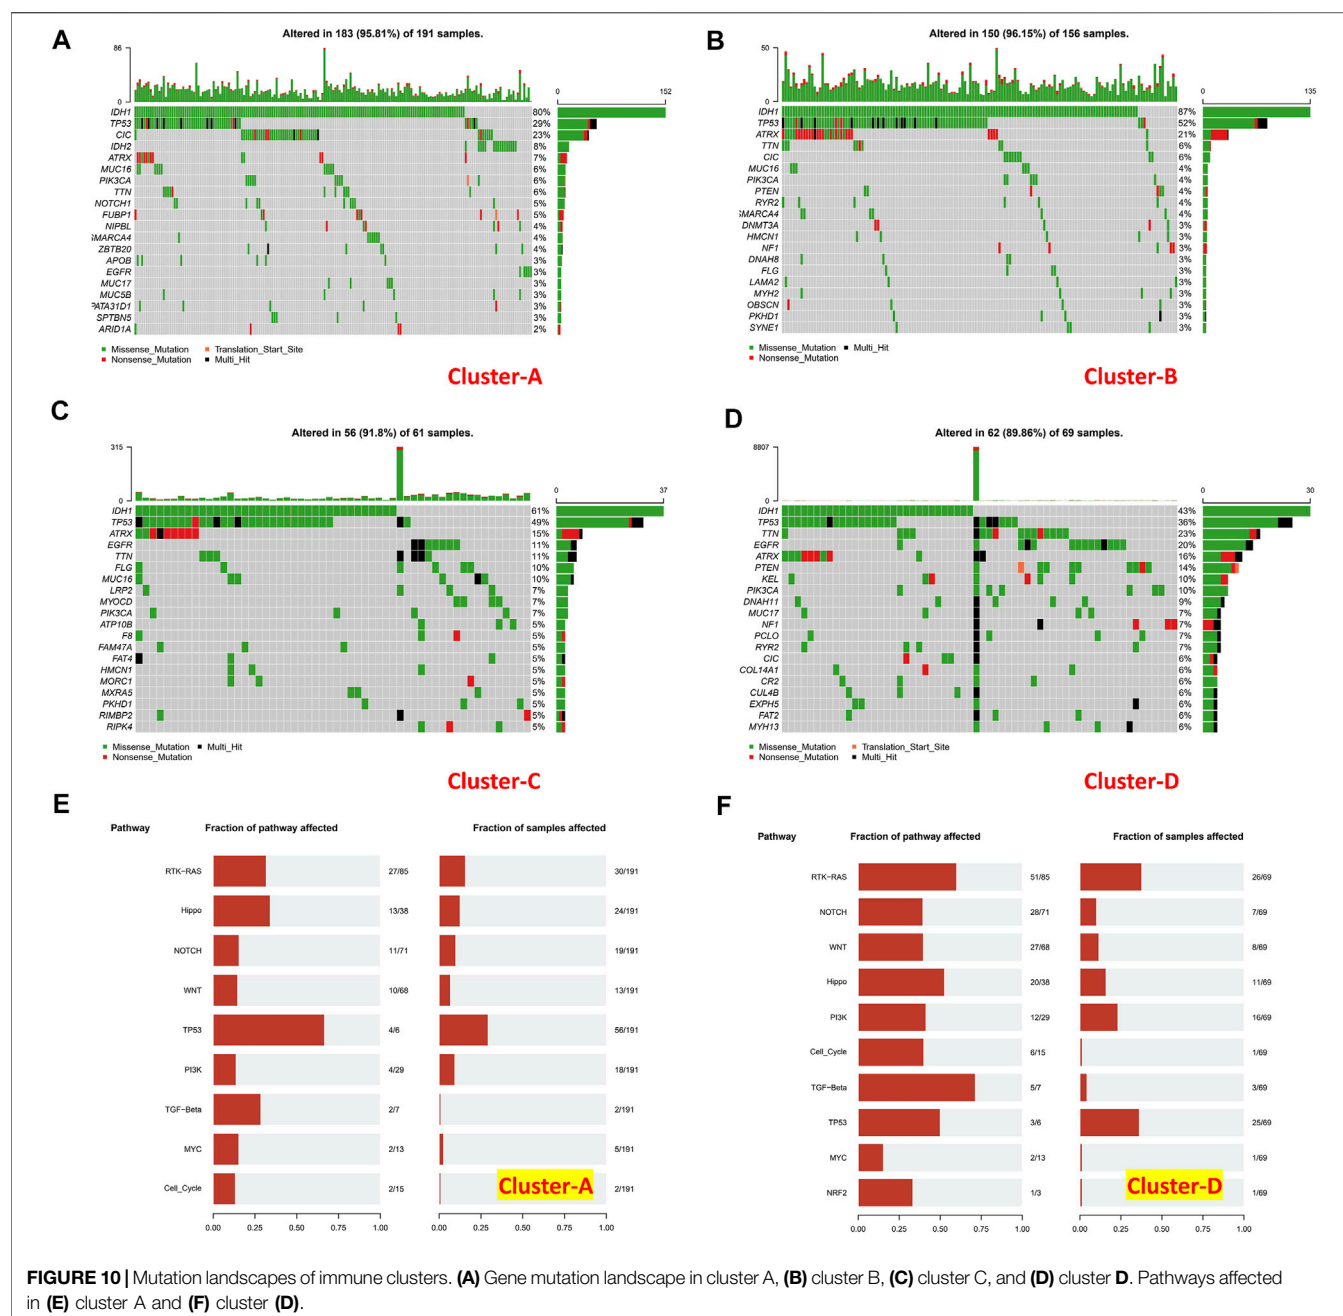 A
Altered in 183 (95.81%) of 191 samples.
86
0
0 152
IDH1 80%
TP53 29%
CIC 23%
IDH2 8%
ATRX 7%
MUC16 6%
PIK3CA 6%
TTN 6%
NOTCH1 5%
FUBP1 5%
NIPBL 4%
SMARCA4 4%
ZBTB20 4%
APOB 3%
EGFR 3%
MUC17 3%
MUC5B 3%
PATA31D1 3%
SPTBN5 3%
ARID1A 2%
Missense_Mutation Translation_Start_Site
Nonsense_Mutation Multi_Hit
Cluster-A
B
Altered in 150 (96.15%) of 156 samples.
50
0
0 135
IDH1 87%
TP53 52%
ATRX 21%
TTN 6%
CIC 6%
MUC16 4%
PIK3CA 4%
PTEN 4%
RYR2 4%
SMARCA4 4%
DNMT3A 3%
HMCN1 3%
NF1 3%
DNAH8 3%
FLG 3%
LAMA2 3%
MYH2 3%
OBSCN 3%
PKHD1 3%
SYNE1 3%
Missense_Mutation Multi_Hit
Nonsense_Mutation
Cluster-B
C
Altered in 56 (91.8%) of 61 samples.
315
0
0 37
IDH1 61%
TP53 49%
ATRX 15%
EGFR 11%
TTN 11%
FLG 10%
MUC16 10%
LRP2 7%
MYOCD 7%
PIK3CA 7%
ATP10B 5%
F8 5%
FAM47A 5%
FAT4 5%
HMCN1 5%
MORC1 5%
MXRA5 5%
PKHD1 5%
RIMBP2 5%
RIPK4 5%
Missense_Mutation Multi_Hit
Nonsense_Mutation
Cluster-C
D
Altered in 62 (89.86%) of 69 samples.
8807
0
0 30
IDH1 43%
TP53 36%
TTN 23%
EGFR 20%
ATRX 16%
PTEN 14%
KEL 10%
PIK3CA 10%
DNAH11 9%
MUC17 7%
NF1 7%
PCLO 7%
RYR2 7%
CIC 6%
COL14A1 6%
CR2 6%
CUL4B 6%
EXPH5 6%
FAT2 6%
MYH13 6%
Missense_Mutation Translation_Start_Site
Nonsense_Mutation Multi_Hit
Cluster-D
E
Pathway Fraction of pathway affected Fraction of samples affected
RTK−RAS 27/85 30/191
Hippo 13/38 24/191
NOTCH 11/71 19/191
WNT 10/68 13/191
TP53 4/6 56/191
PI3K 4/29 18/191
TGF−Beta 2/7 2/191
MYC 2/13 5/191
Cell_Cycle 2/15 2/191
Cluster-A
0.00 0.25 0.50 0.75 1.00 0.00 0.25 0.50 0.75 1.00
F
Pathway Fraction of pathway affected Fraction of samples affected
RTK−RAS 51/85 26/69
NOTCH 28/71 7/69
WNT 27/68 8/69
Hippo 20/38 11/69
PI3K 12/29 16/69
Cell_Cycle 6/15 1/69
TGF−Beta 5/7 3/69
TP53 3/6 25/69
MYC 2/13 1/69
NRF2 1/3 1/69
Cluster-D
0.00 0.25 0.50 0.75 1.00 0.00 0.25 0.50 0.75 1.00
FIGURE 10 | Mutation landscapes of immune clusters. (A) Gene mutation landscape in cluster A, (B) cluster B, (C) cluster C, and (D) cluster D. Pathways affected
in (E) cluster A and (F) cluster (D).